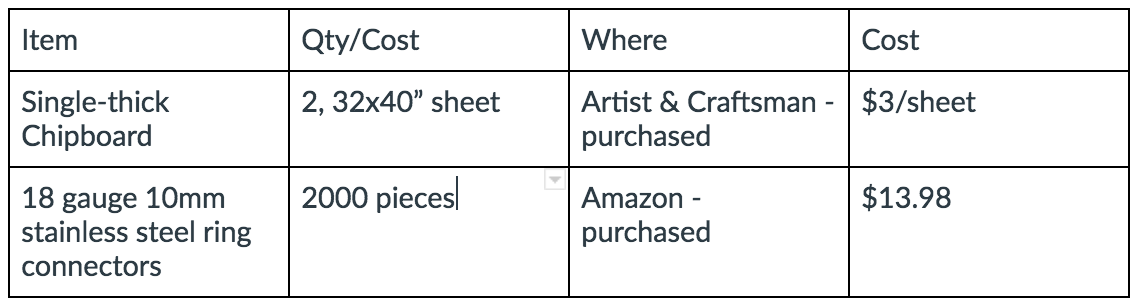 Item Qty/Cost Where Cost
Single-thick Chipboard 2, 32x40” sheet Artist & Craftsman - purchased $3/sheet
18 gauge 10mm stainless steel ring connectors 2000 pieces Amazon - purchased $13.98